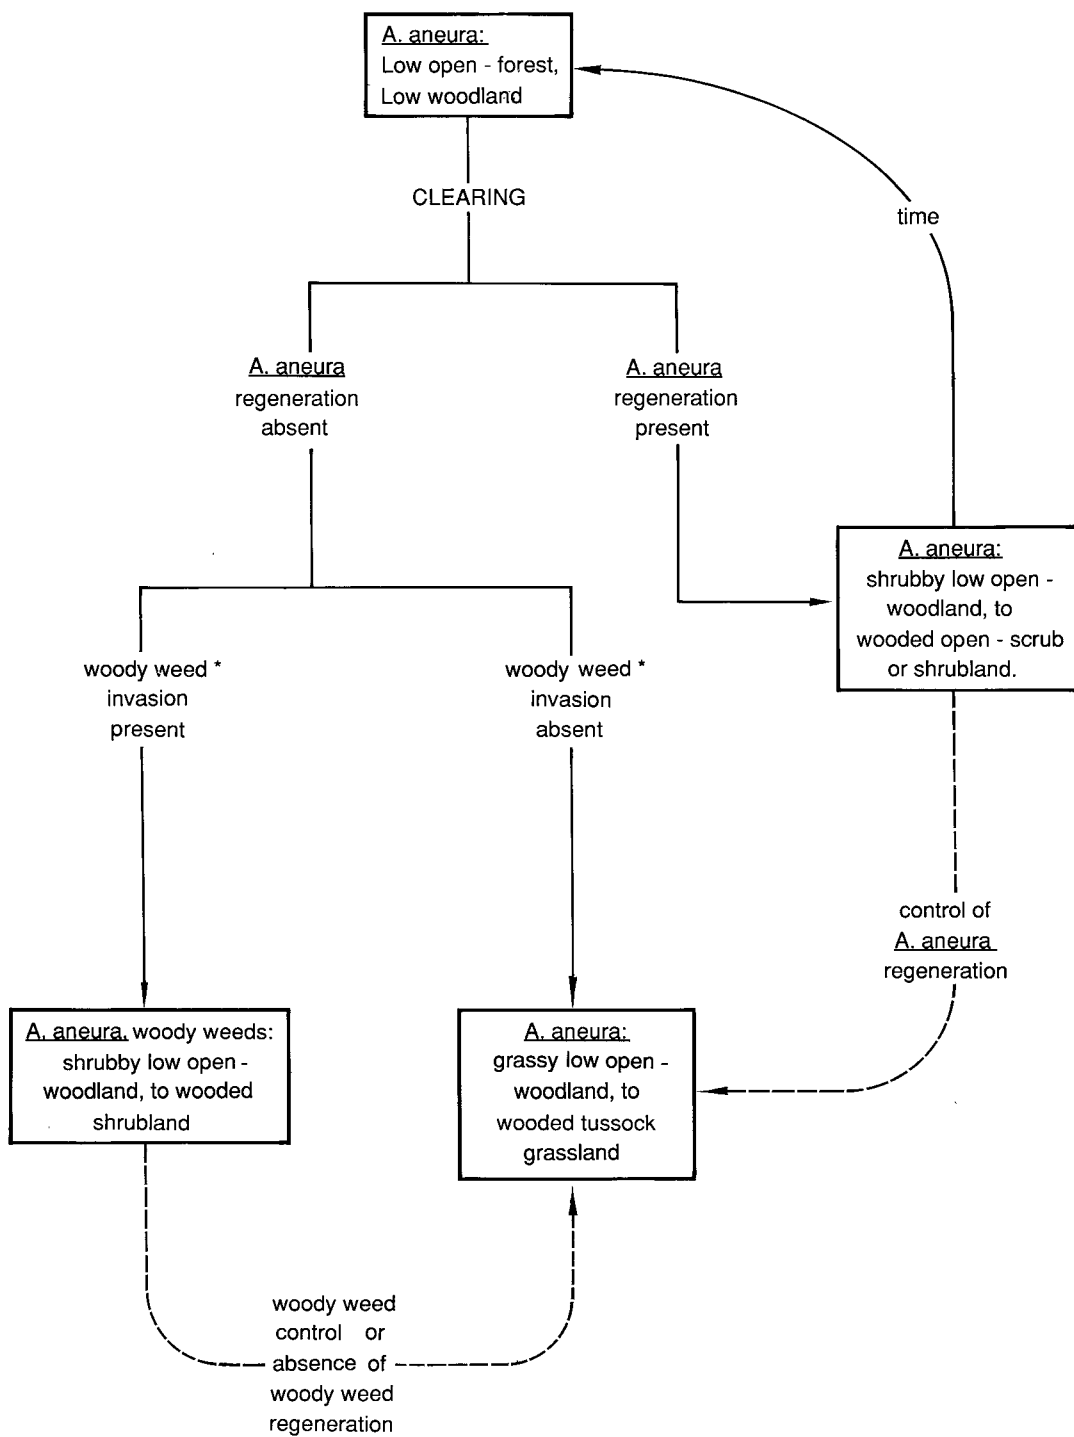 A. aneura:
Low open - forest,
Low woodland
CLEARING
time
A. aneura
regeneration
absent
A. aneura
regeneration
present
A. aneura:
shrubby low open -
woodland, to
wooded open - scrub
or shrubland.
woody weed *
invasion
present
woody weed *
invasion
absent
control of
A. aneura
regeneration
A. aneura, woody weeds:
shrubby low open -
woodland, to wooded
shrubland
A. aneura:
grassy low open -
woodland, to
wooded tussock
grassland
woody weed
control or
absence of
woody weed
regeneration